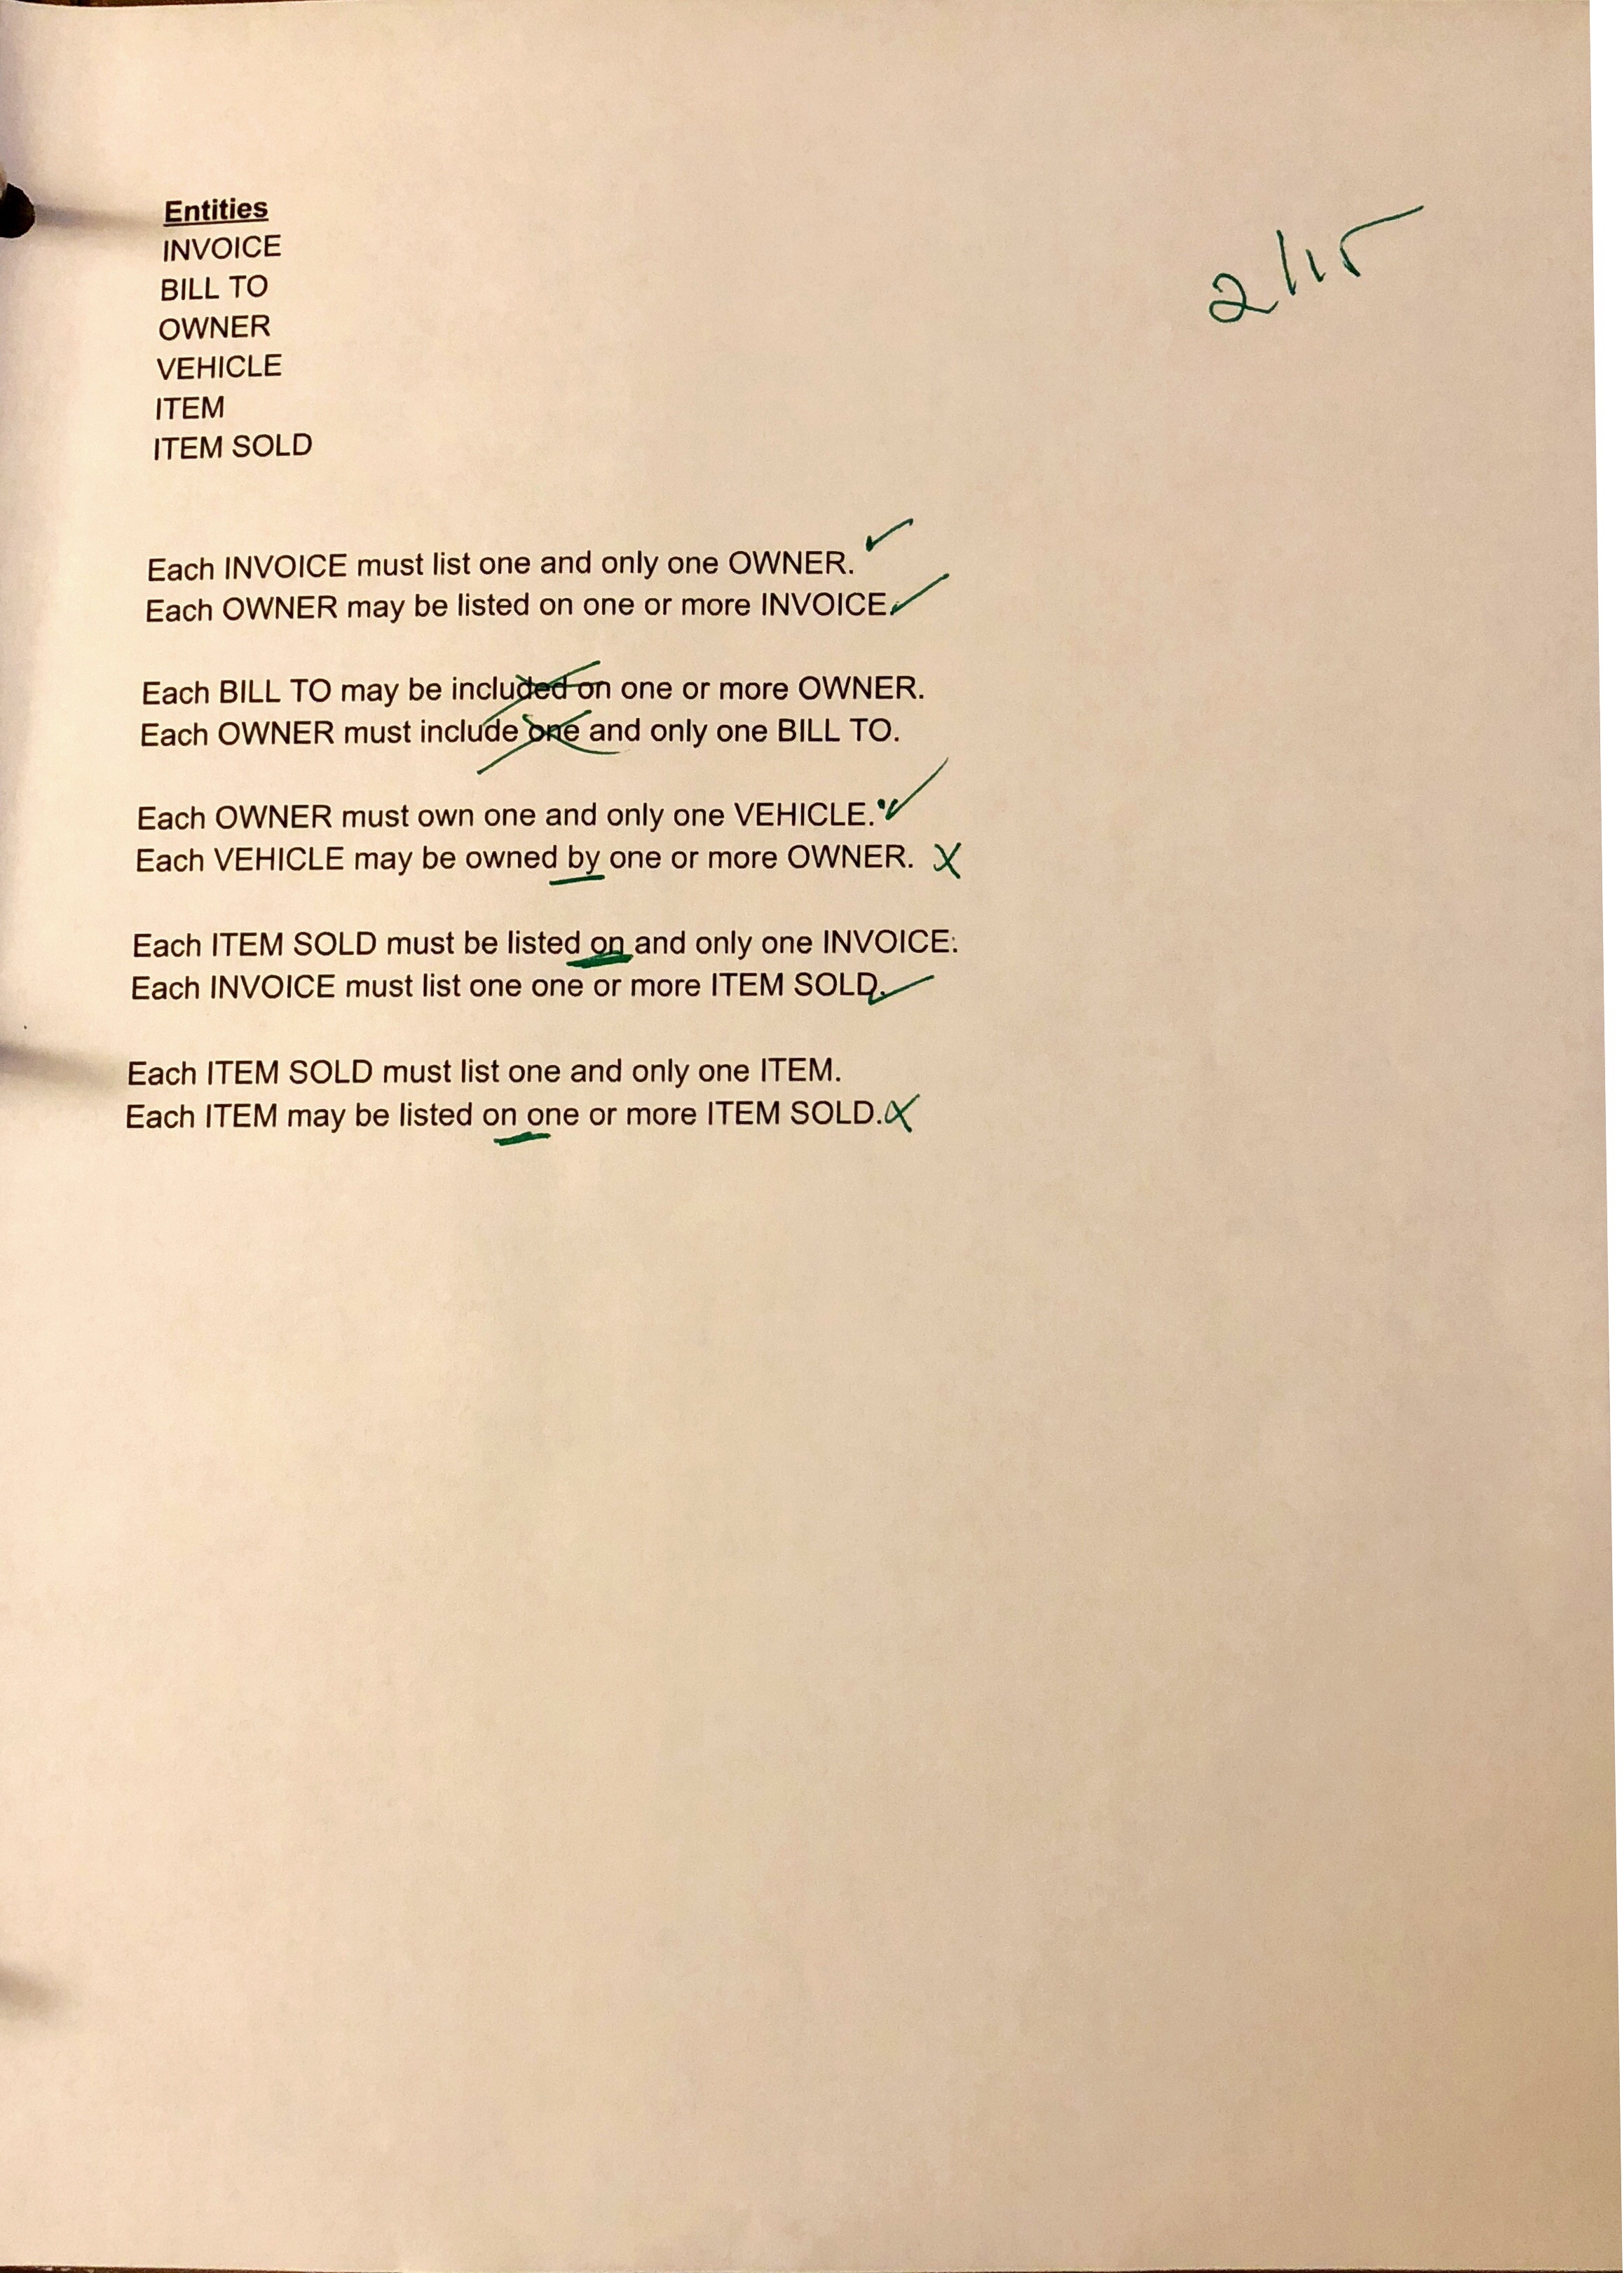 Entities
INVOICE
BILL TO
OWNER
VEHICLE
ITEM
ITEM SOLD
2/15
Each INVOICE must list one and only one OWNER.
Each OWNER may be listed on one or more INVOICE
Each BILL TO may be included on one or more OWNER.
Each OWNER must include one and only one BILL TO.
Each OWNER must own one and only one VEHICLE.
Each VEHICLE may be owned by one or more OWNER. X
Each ITEM SOLD must be listed on and only one INVOICE.
Each INVOICE must list one one or more ITEM SOLD.
Each ITEM SOLD must list one and only one ITEM.
Each ITEM may be listed on one or more ITEM SOLD. X